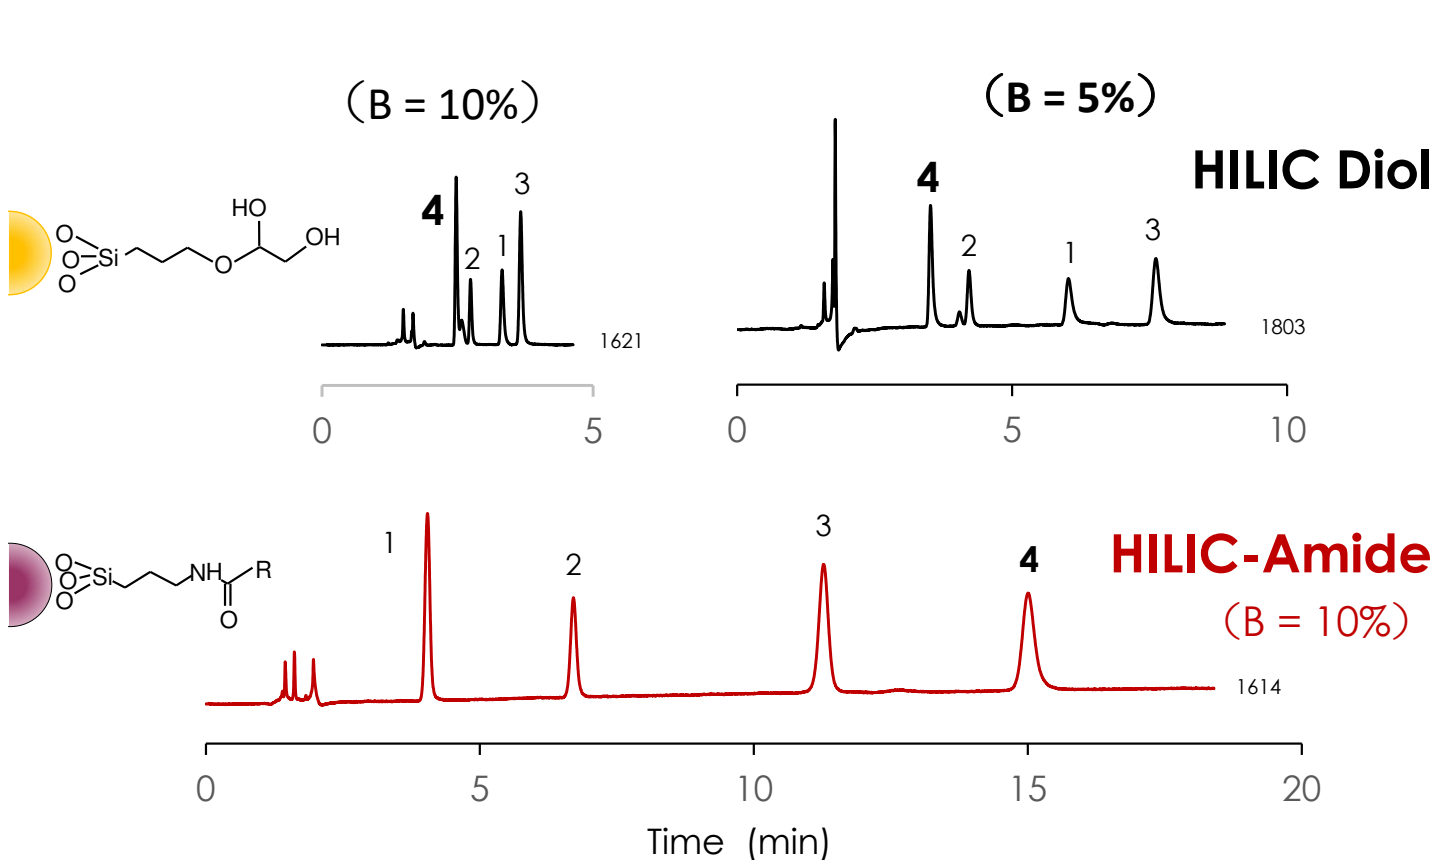 （B = 10%）
（B = 5%）
HILIC Diol
4
2
1
3
4
2
1
3
HO
OH
O
O
O
Si
O
1621
1803
0
5
0
5
10
1
2
3
4
HILIC-Amide
（B = 10%）
O
O
O
Si
NH
R
O
1614
0
5
10
15
20
Time (min)